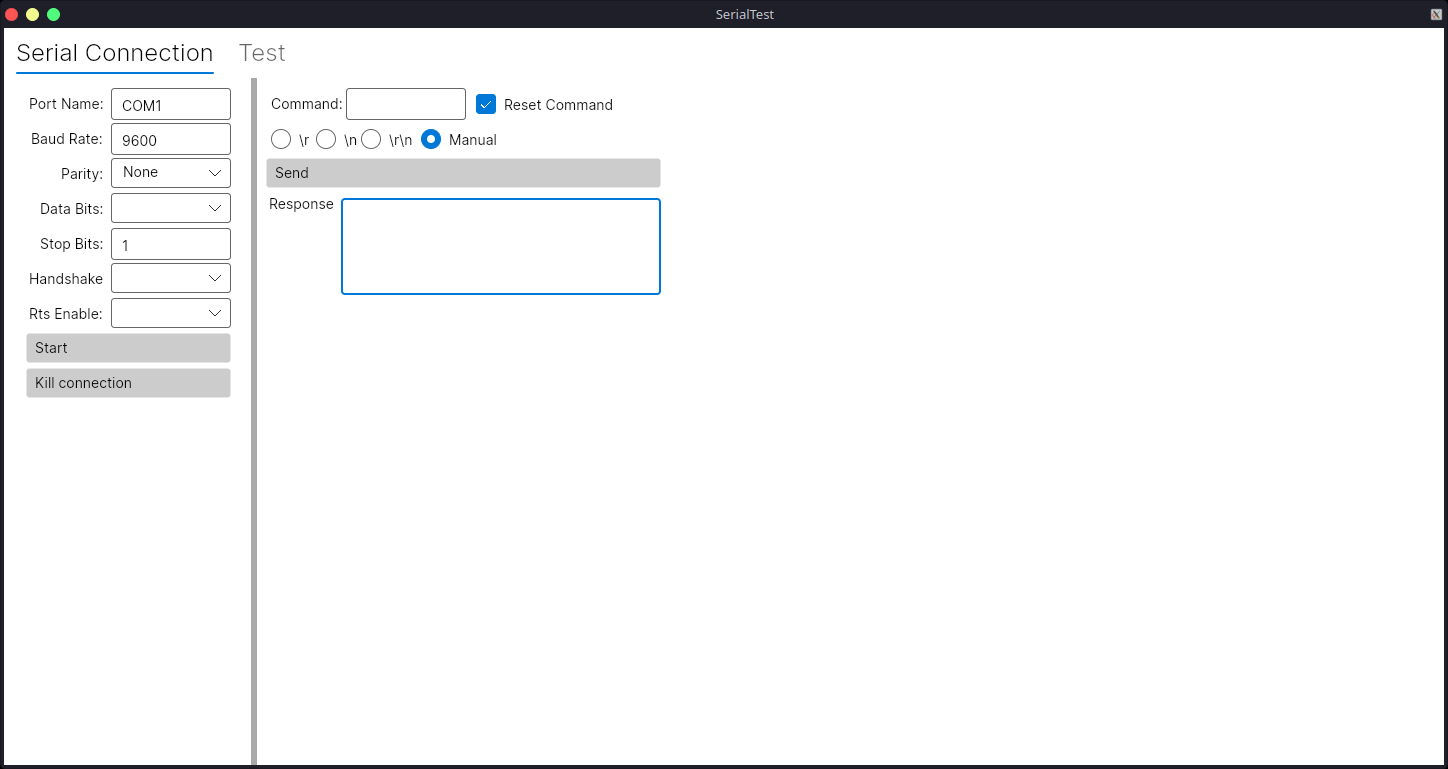 SerialTest
Serial Connection Test
Port Name: COM1
Baud Rate: 9600
Parity: None
Data Bits:
Stop Bits: 1
Handshake
Rts Enable:
Start
Kill connection
Command: Reset Command
\r \n \r\n Manual
Send
Response